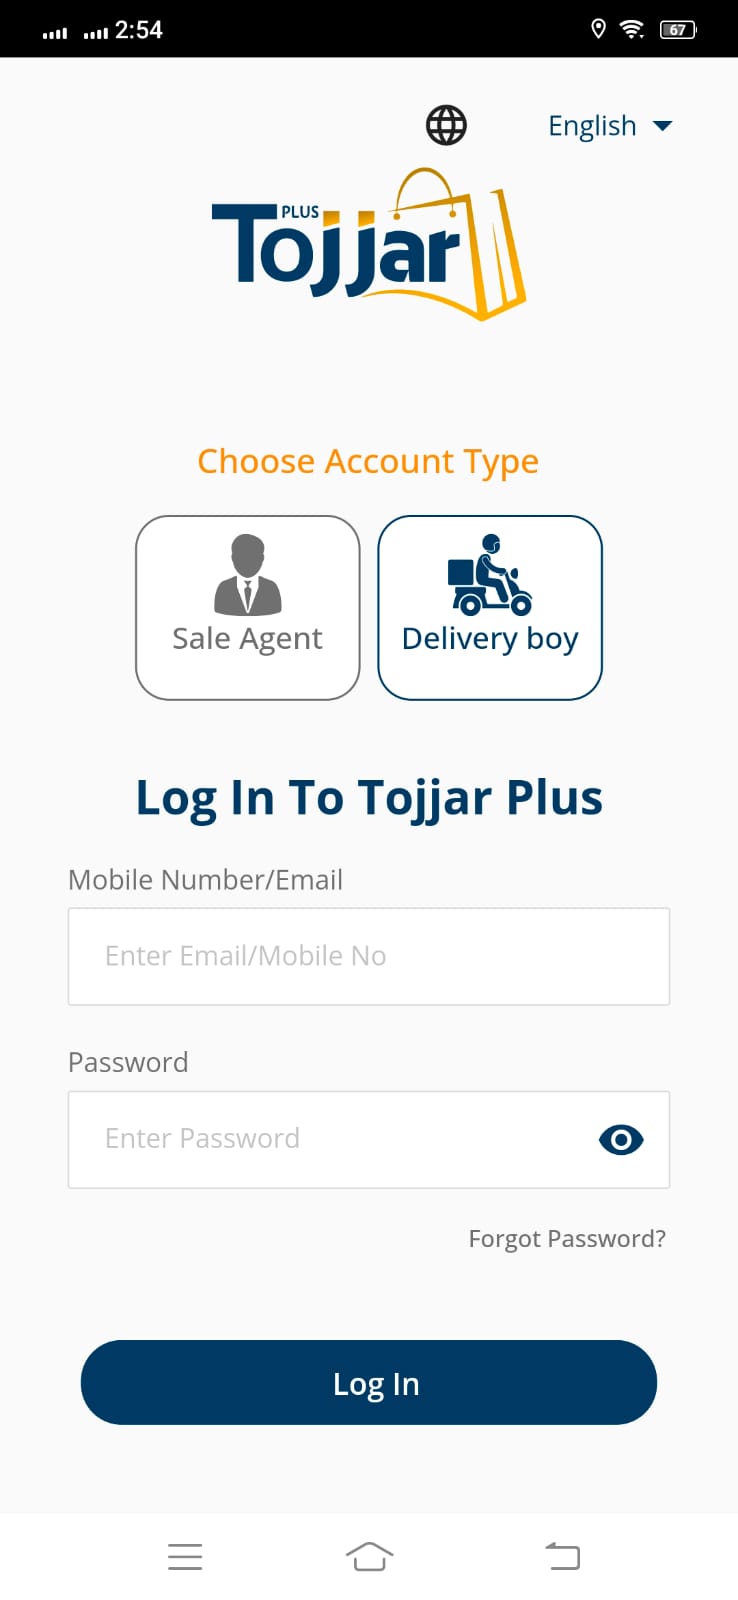 2:54
67
English
PLUS
Tojjar
Choose Account Type
Sale Agent
Delivery boy
Log In To Tojjar Plus
Mobile Number/Email
Enter Email/Mobile No
Password
Enter Password
Forgot Password?
Log In